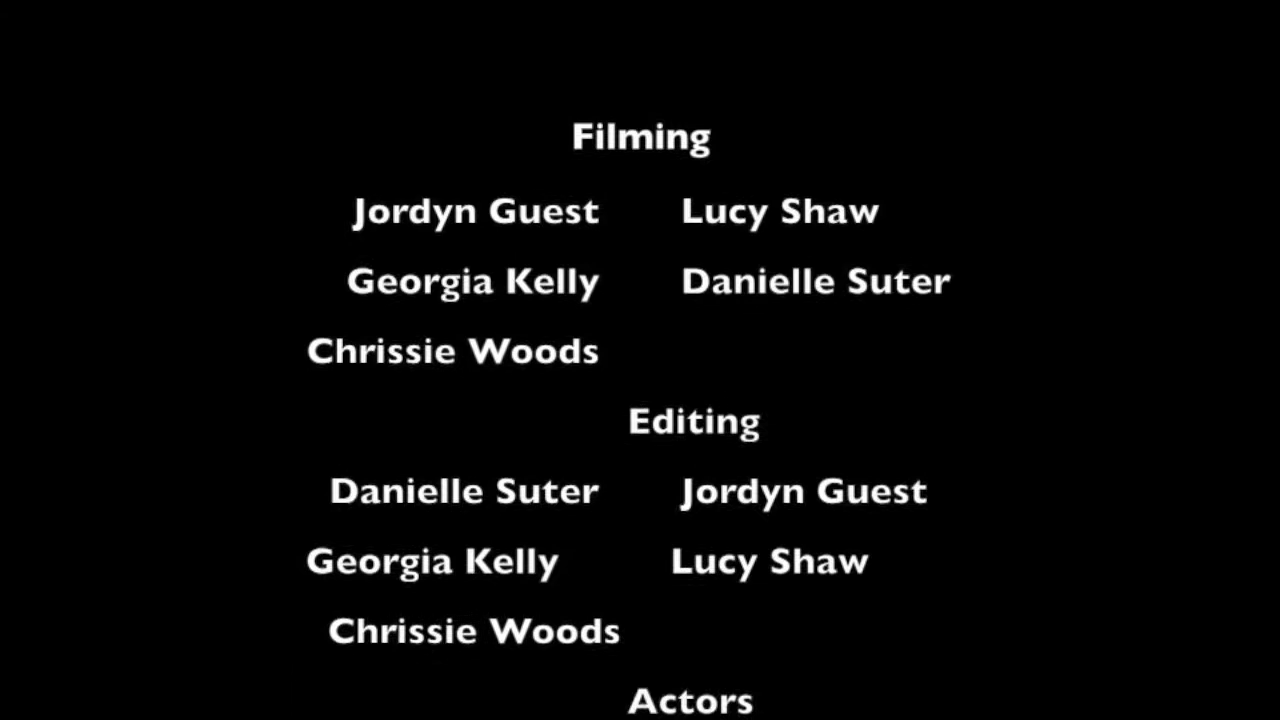 Filming
Jordyn Guest Lucy Shaw
Georgia Kelly Danielle Suter
Chrissie Woods
Editing
Danielle Suter Jordyn Guest
Georgia Kelly Lucy Shaw
Chrissie Woods
Actors